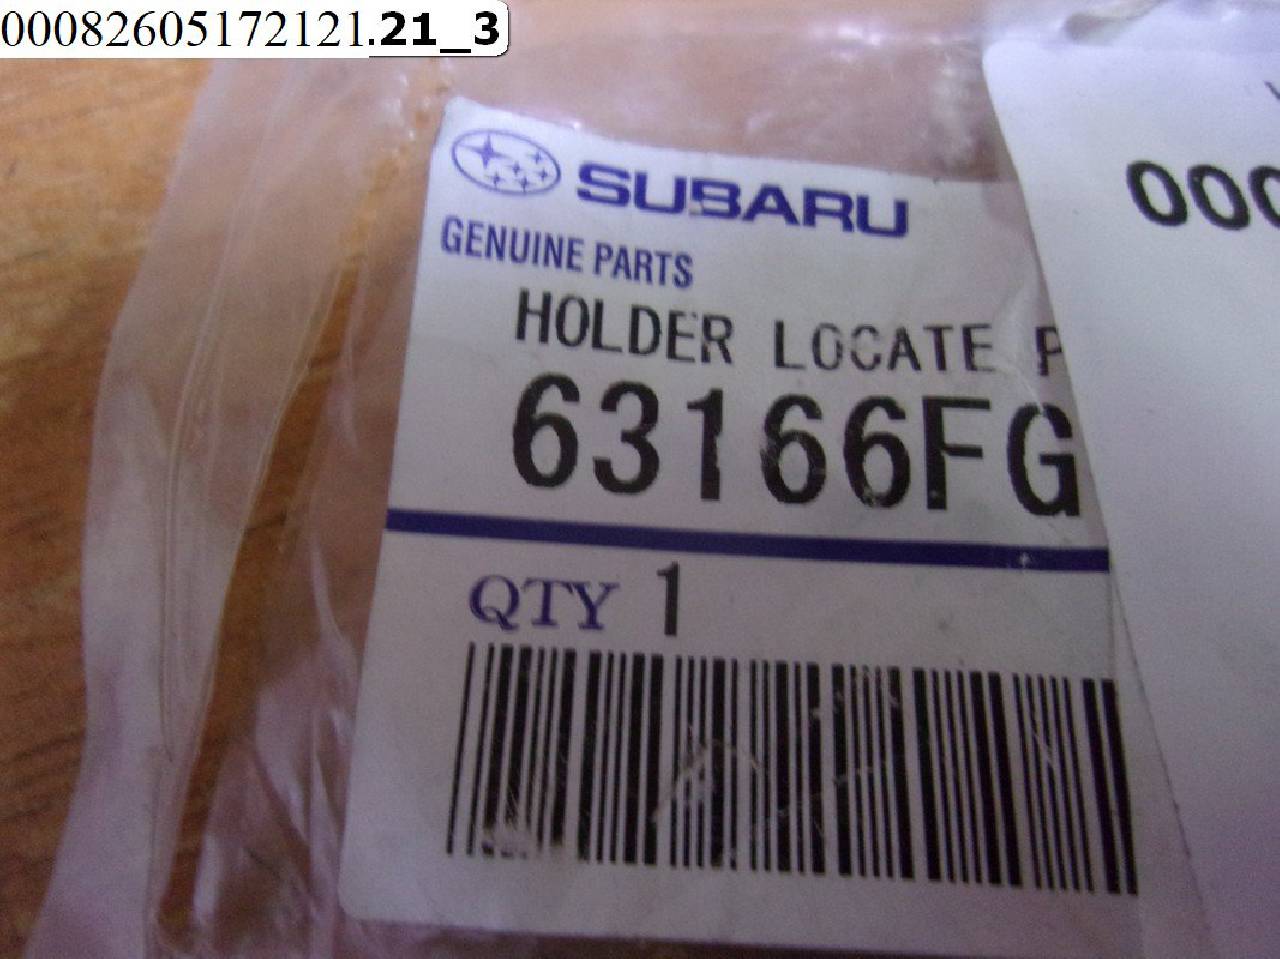 00082605172121.21_3
SUBARU
GENUINE PARTS
HOLDER LOCATE P
63166FG
QTY 1
000